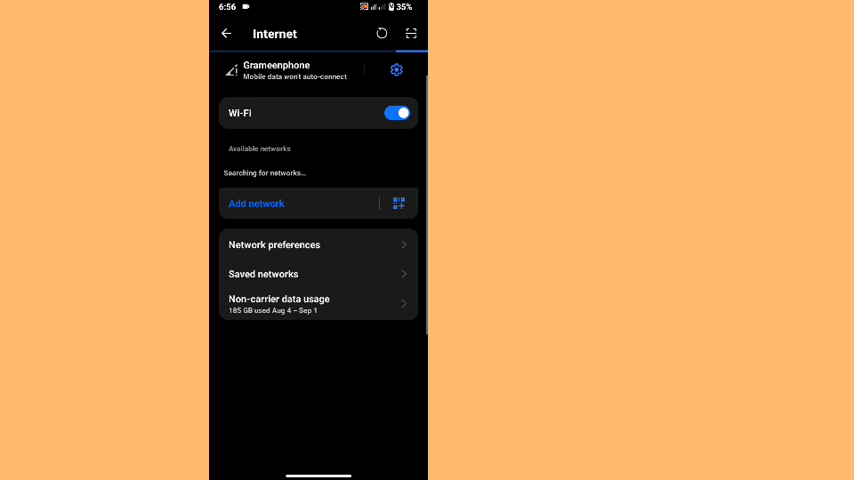 6:56 35%
Internet
Grameenphone
Mobile data won't auto-connect
Wi-Fi
Available networks
Searching for networks…
Add network
Network preferences
Saved networks
Non-carrier data usage
185 GB used Aug 4 – Sep 1